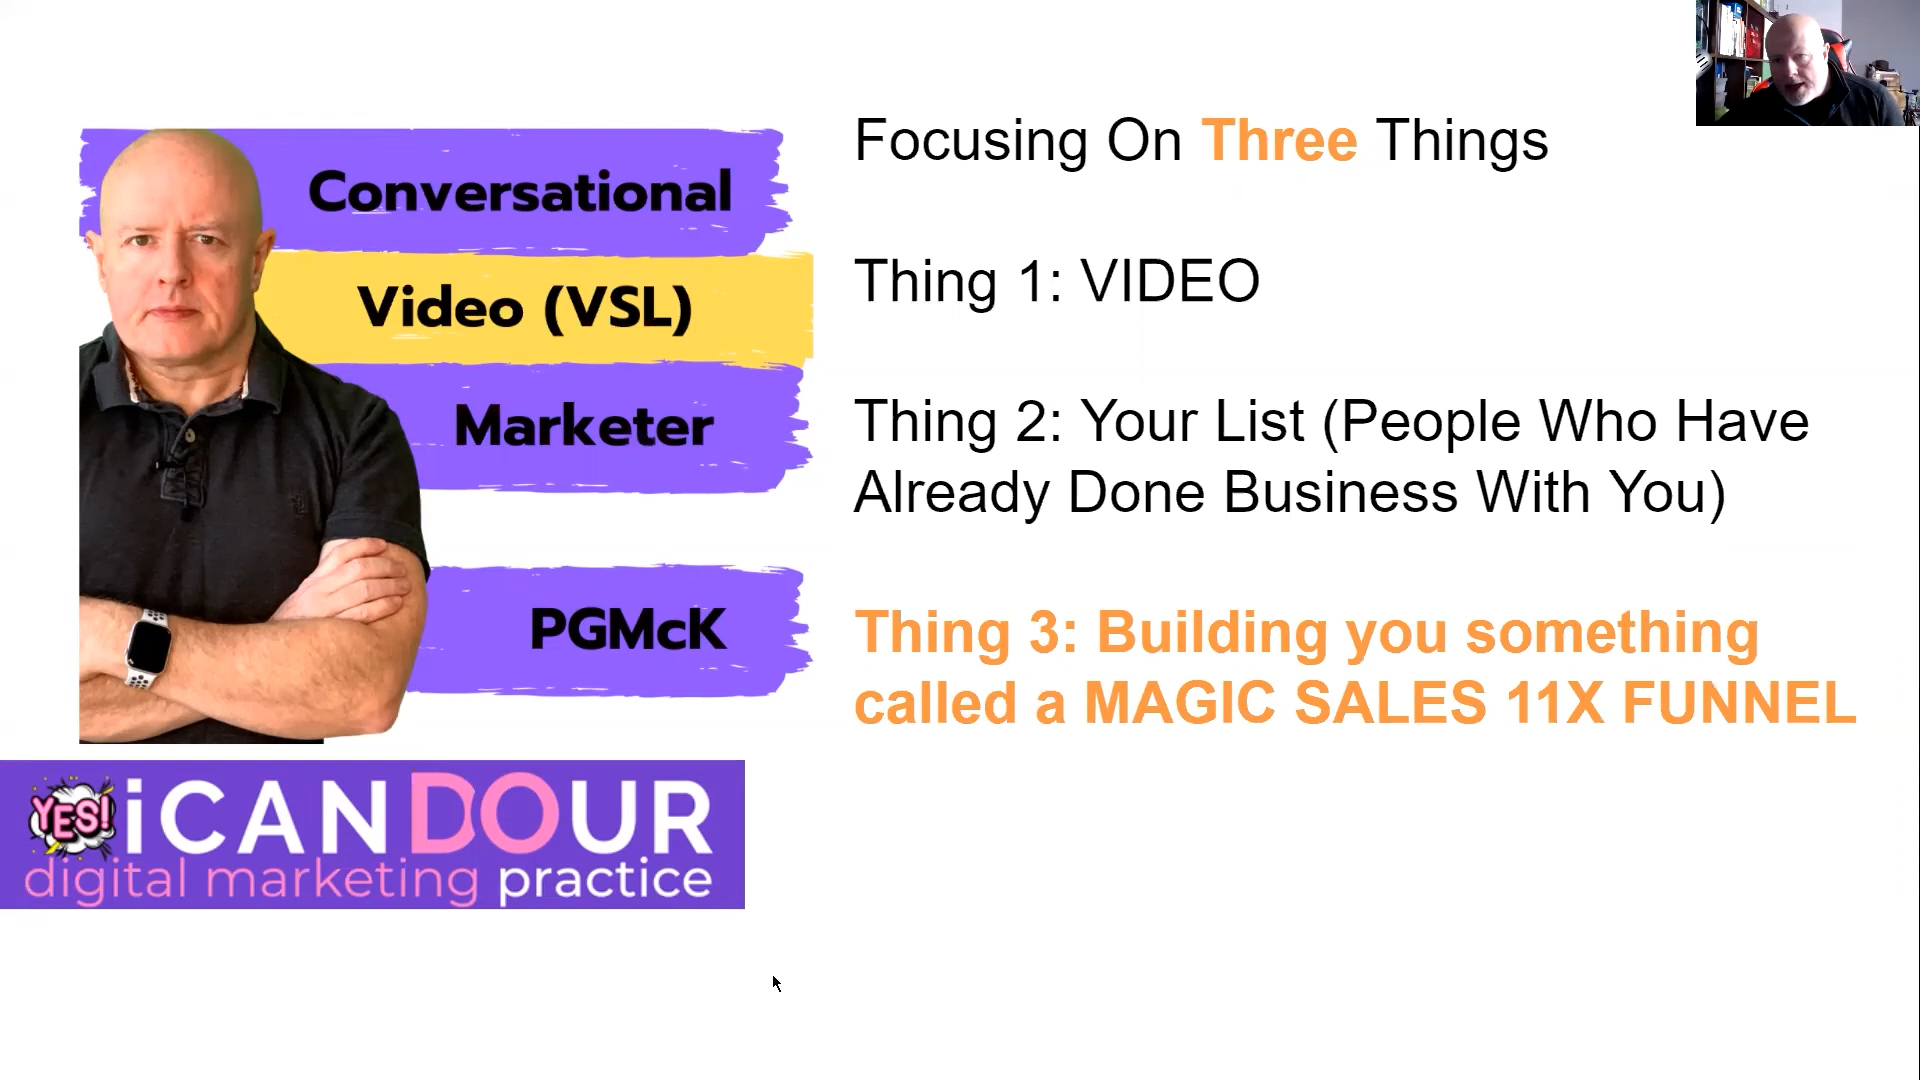 Conversational
Video (VSL)
Marketer
PGMcK
YES! iCANDOUR
digital marketing practice
Focusing On Three Things
Thing 1: VIDEO
Thing 2: Your List (People Who Have
Already Done Business With You)
Thing 3: Building you something
called a MAGIC SALES 11X FUNNEL